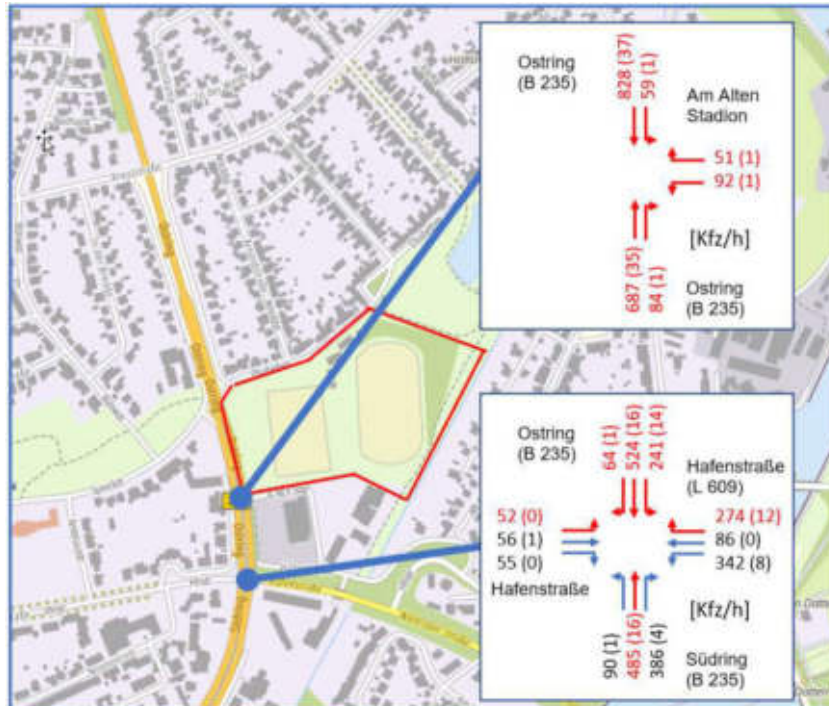 Ostring
(B 235)
828 (37)
59 (1)
Am Alten
Stadion
51 (1)
92 (1)
[Kfz/h]
687 (35)
84 (1)
Ostring
(B 235)
Ostring
(B 235)
64 (1)
524 (16)
241 (14)
Hafenstraße
(L 609)
52 (0)
274 (12)
56 (1)
86 (0)
55 (0)
342 (8)
Hafenstraße
[Kfz/h]
90 (1)
485 (16)
386 (4)
Südring
(B 235)
Ostring
Ostring